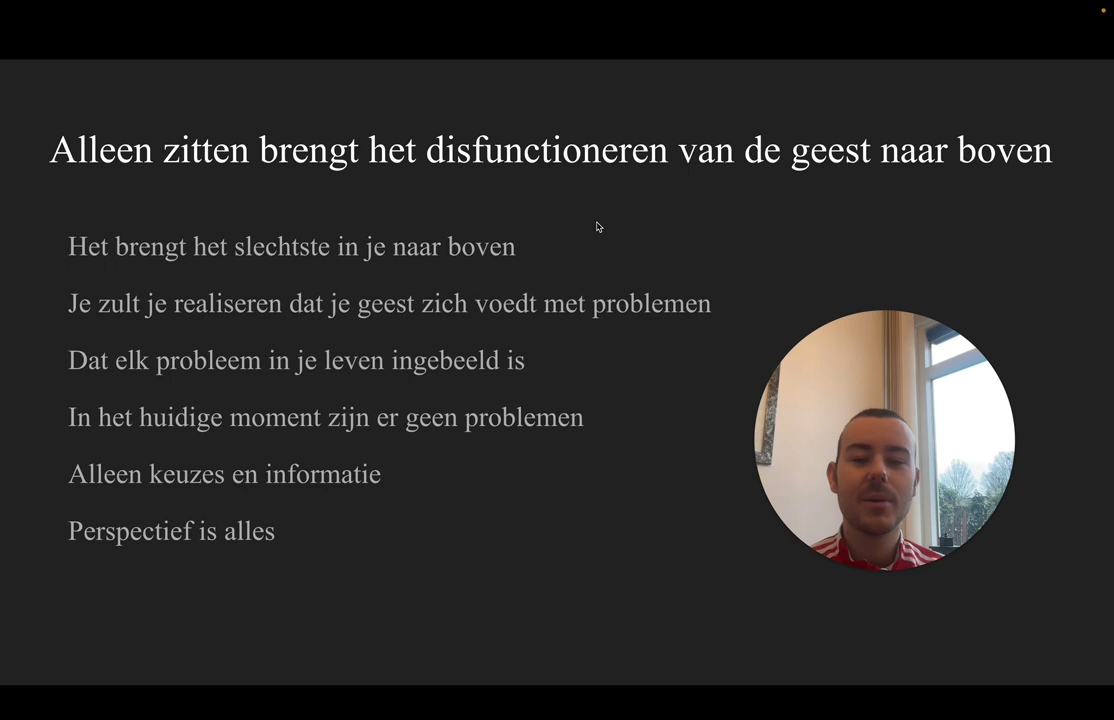 Alleen zitten brengt het disfunctioneren van de geest naar boven
Het brengt het slechtste in je naar boven
Je zult je realiseren dat je geest zich voedt met problemen
Dat elk probleem in je leven ingebeeld is
In het huidige moment zijn er geen problemen
Alleen keuzes en informatie
Perspectief is alles